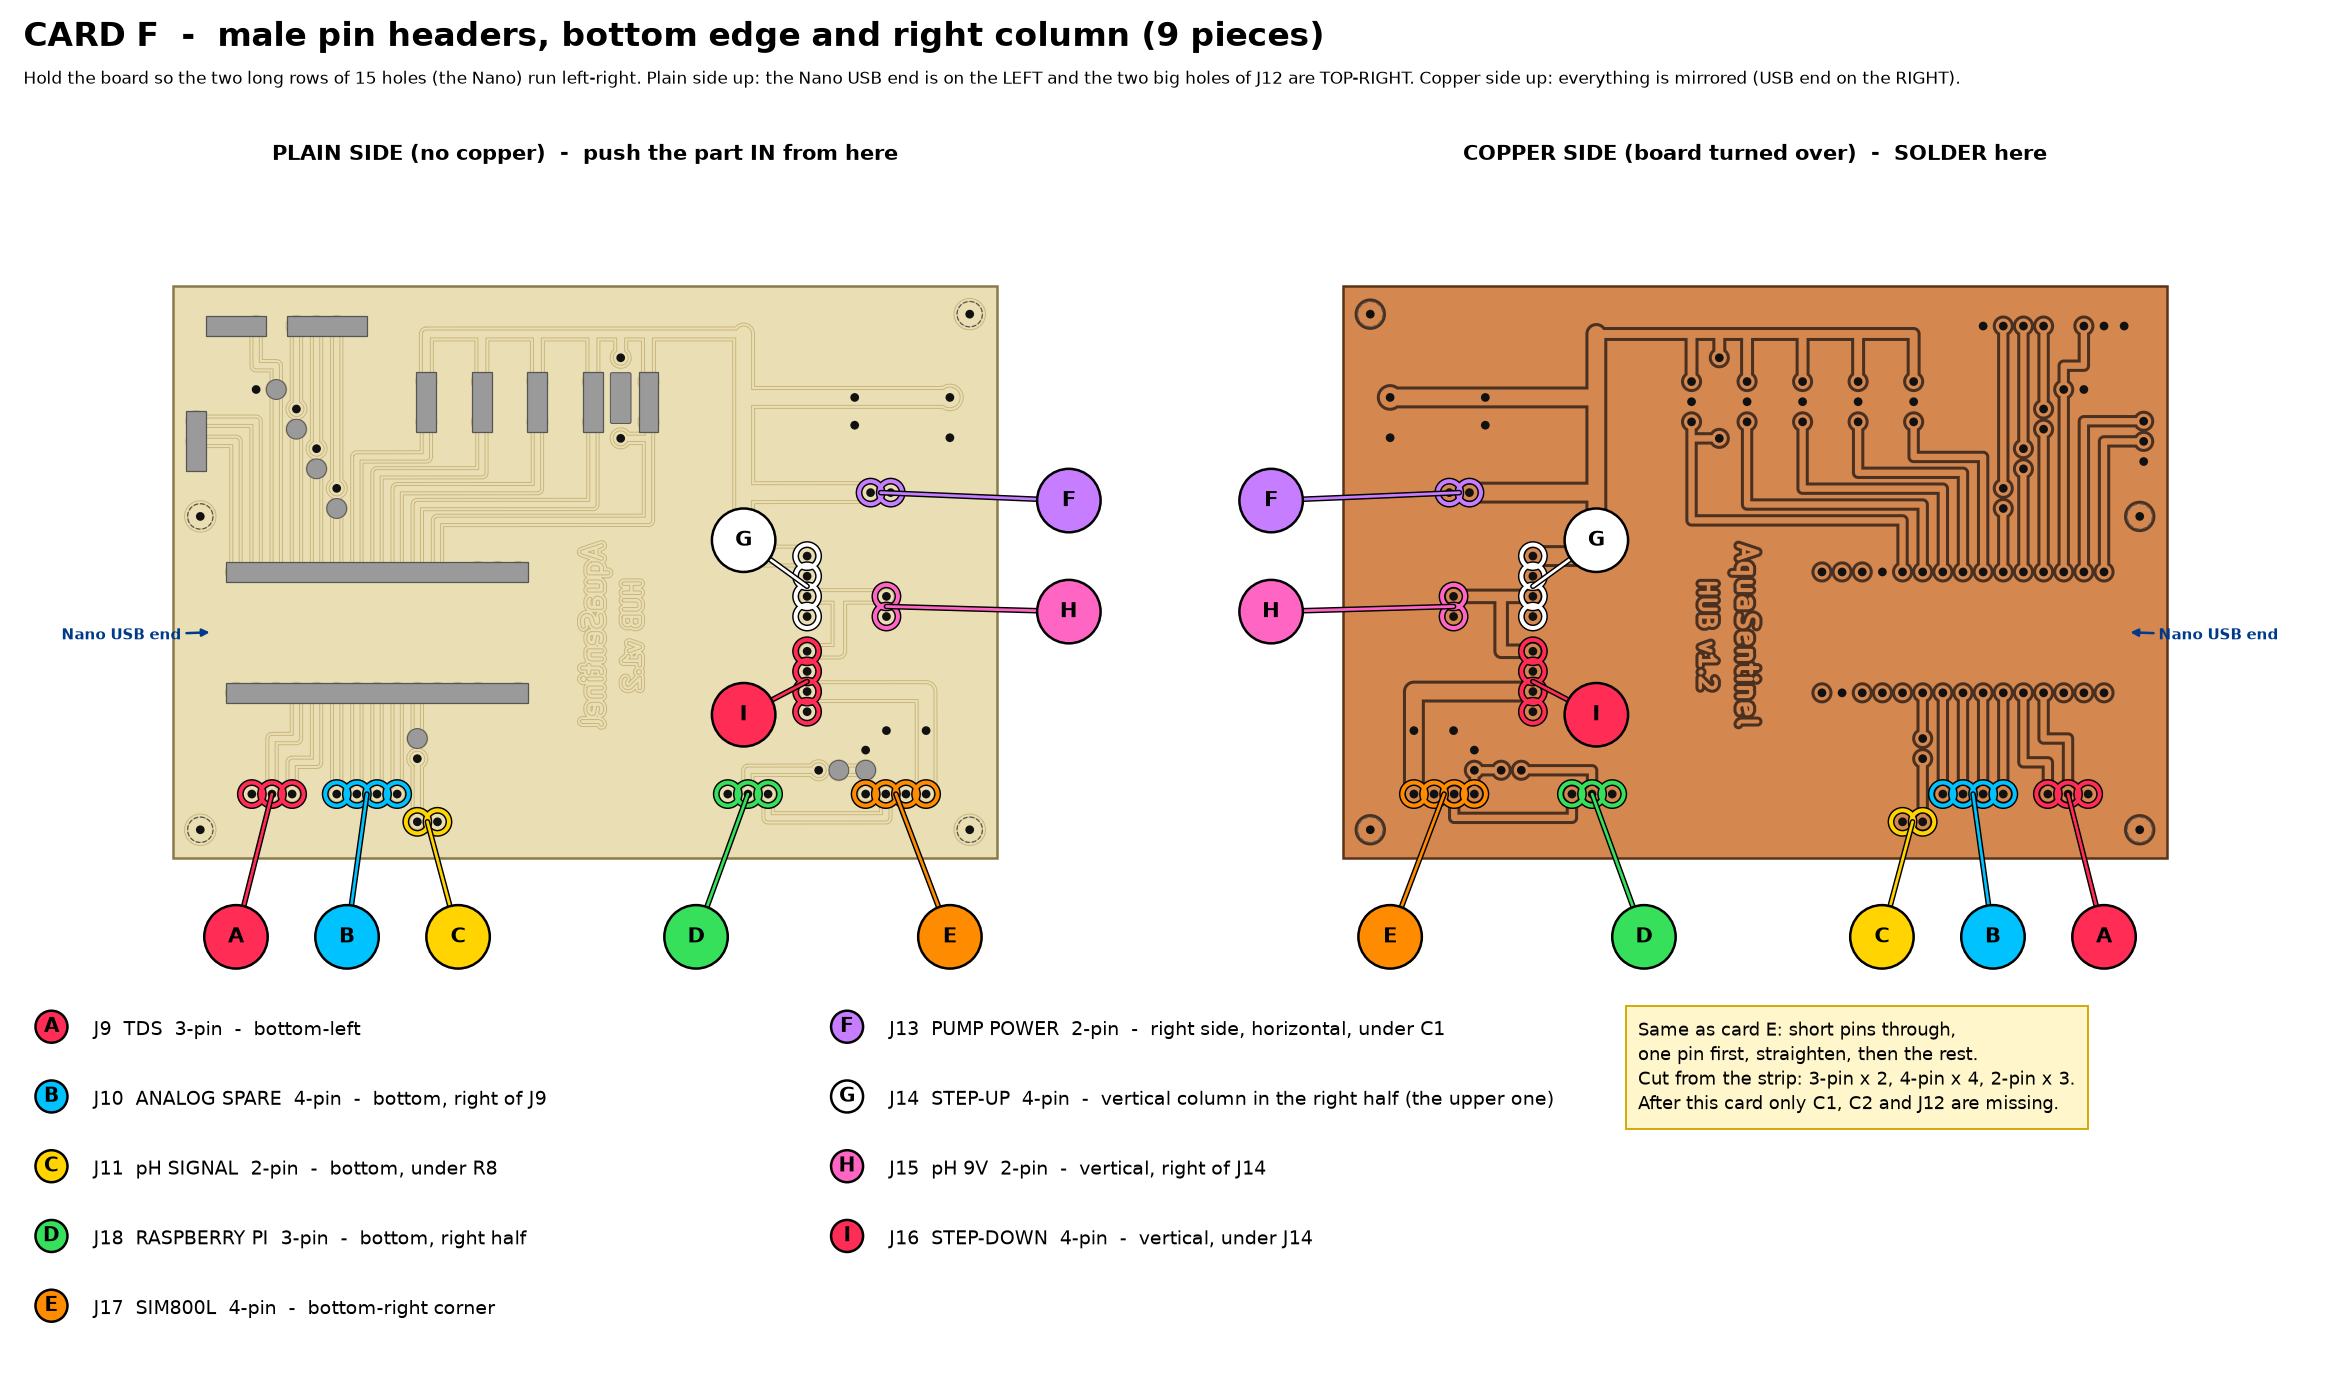 CARD F  -  male pin headers, bottom edge and right column (9 pieces)
Hold the board so the two long rows of 15 holes (the Nano) run left-right. Plain side up: the Nano USB end is on the LEFT and the two big holes of J12 are TOP-RIGHT. Copper side up: everything is mirrored (USB end on the RIGHT).
PLAIN SIDE (no copper)  -  push the part IN from here
COPPER SIDE (board turned over)  -  SOLDER here
F
G
H
Nano USB end
AquaSentinel
HUB v1.2
I
A
B
C
D
E
F
G
H
AquaSentinel
HUB v1.2
Nano USB end
I
E
D
C
B
A
A J9  TDS  3-pin  -  bottom-left
B J10  ANALOG SPARE  4-pin  -  bottom, right of J9
C J11  pH SIGNAL  2-pin  -  bottom, under R8
D J18  RASPBERRY PI  3-pin  -  bottom, right half
E J17  SIM800L  4-pin  -  bottom-right corner
F J13  PUMP POWER  2-pin  -  right side, horizontal, under C1
G J14  STEP-UP  4-pin  -  vertical column in the right half (the upper one)
H J15  pH 9V  2-pin  -  vertical, right of J14
I J16  STEP-DOWN  4-pin  -  vertical, under J14
Same as card E: short pins through,
one pin first, straighten, then the rest.
Cut from the strip: 3-pin x 2, 4-pin x 4, 2-pin x 3.
After this card only C1, C2 and J12 are missing.